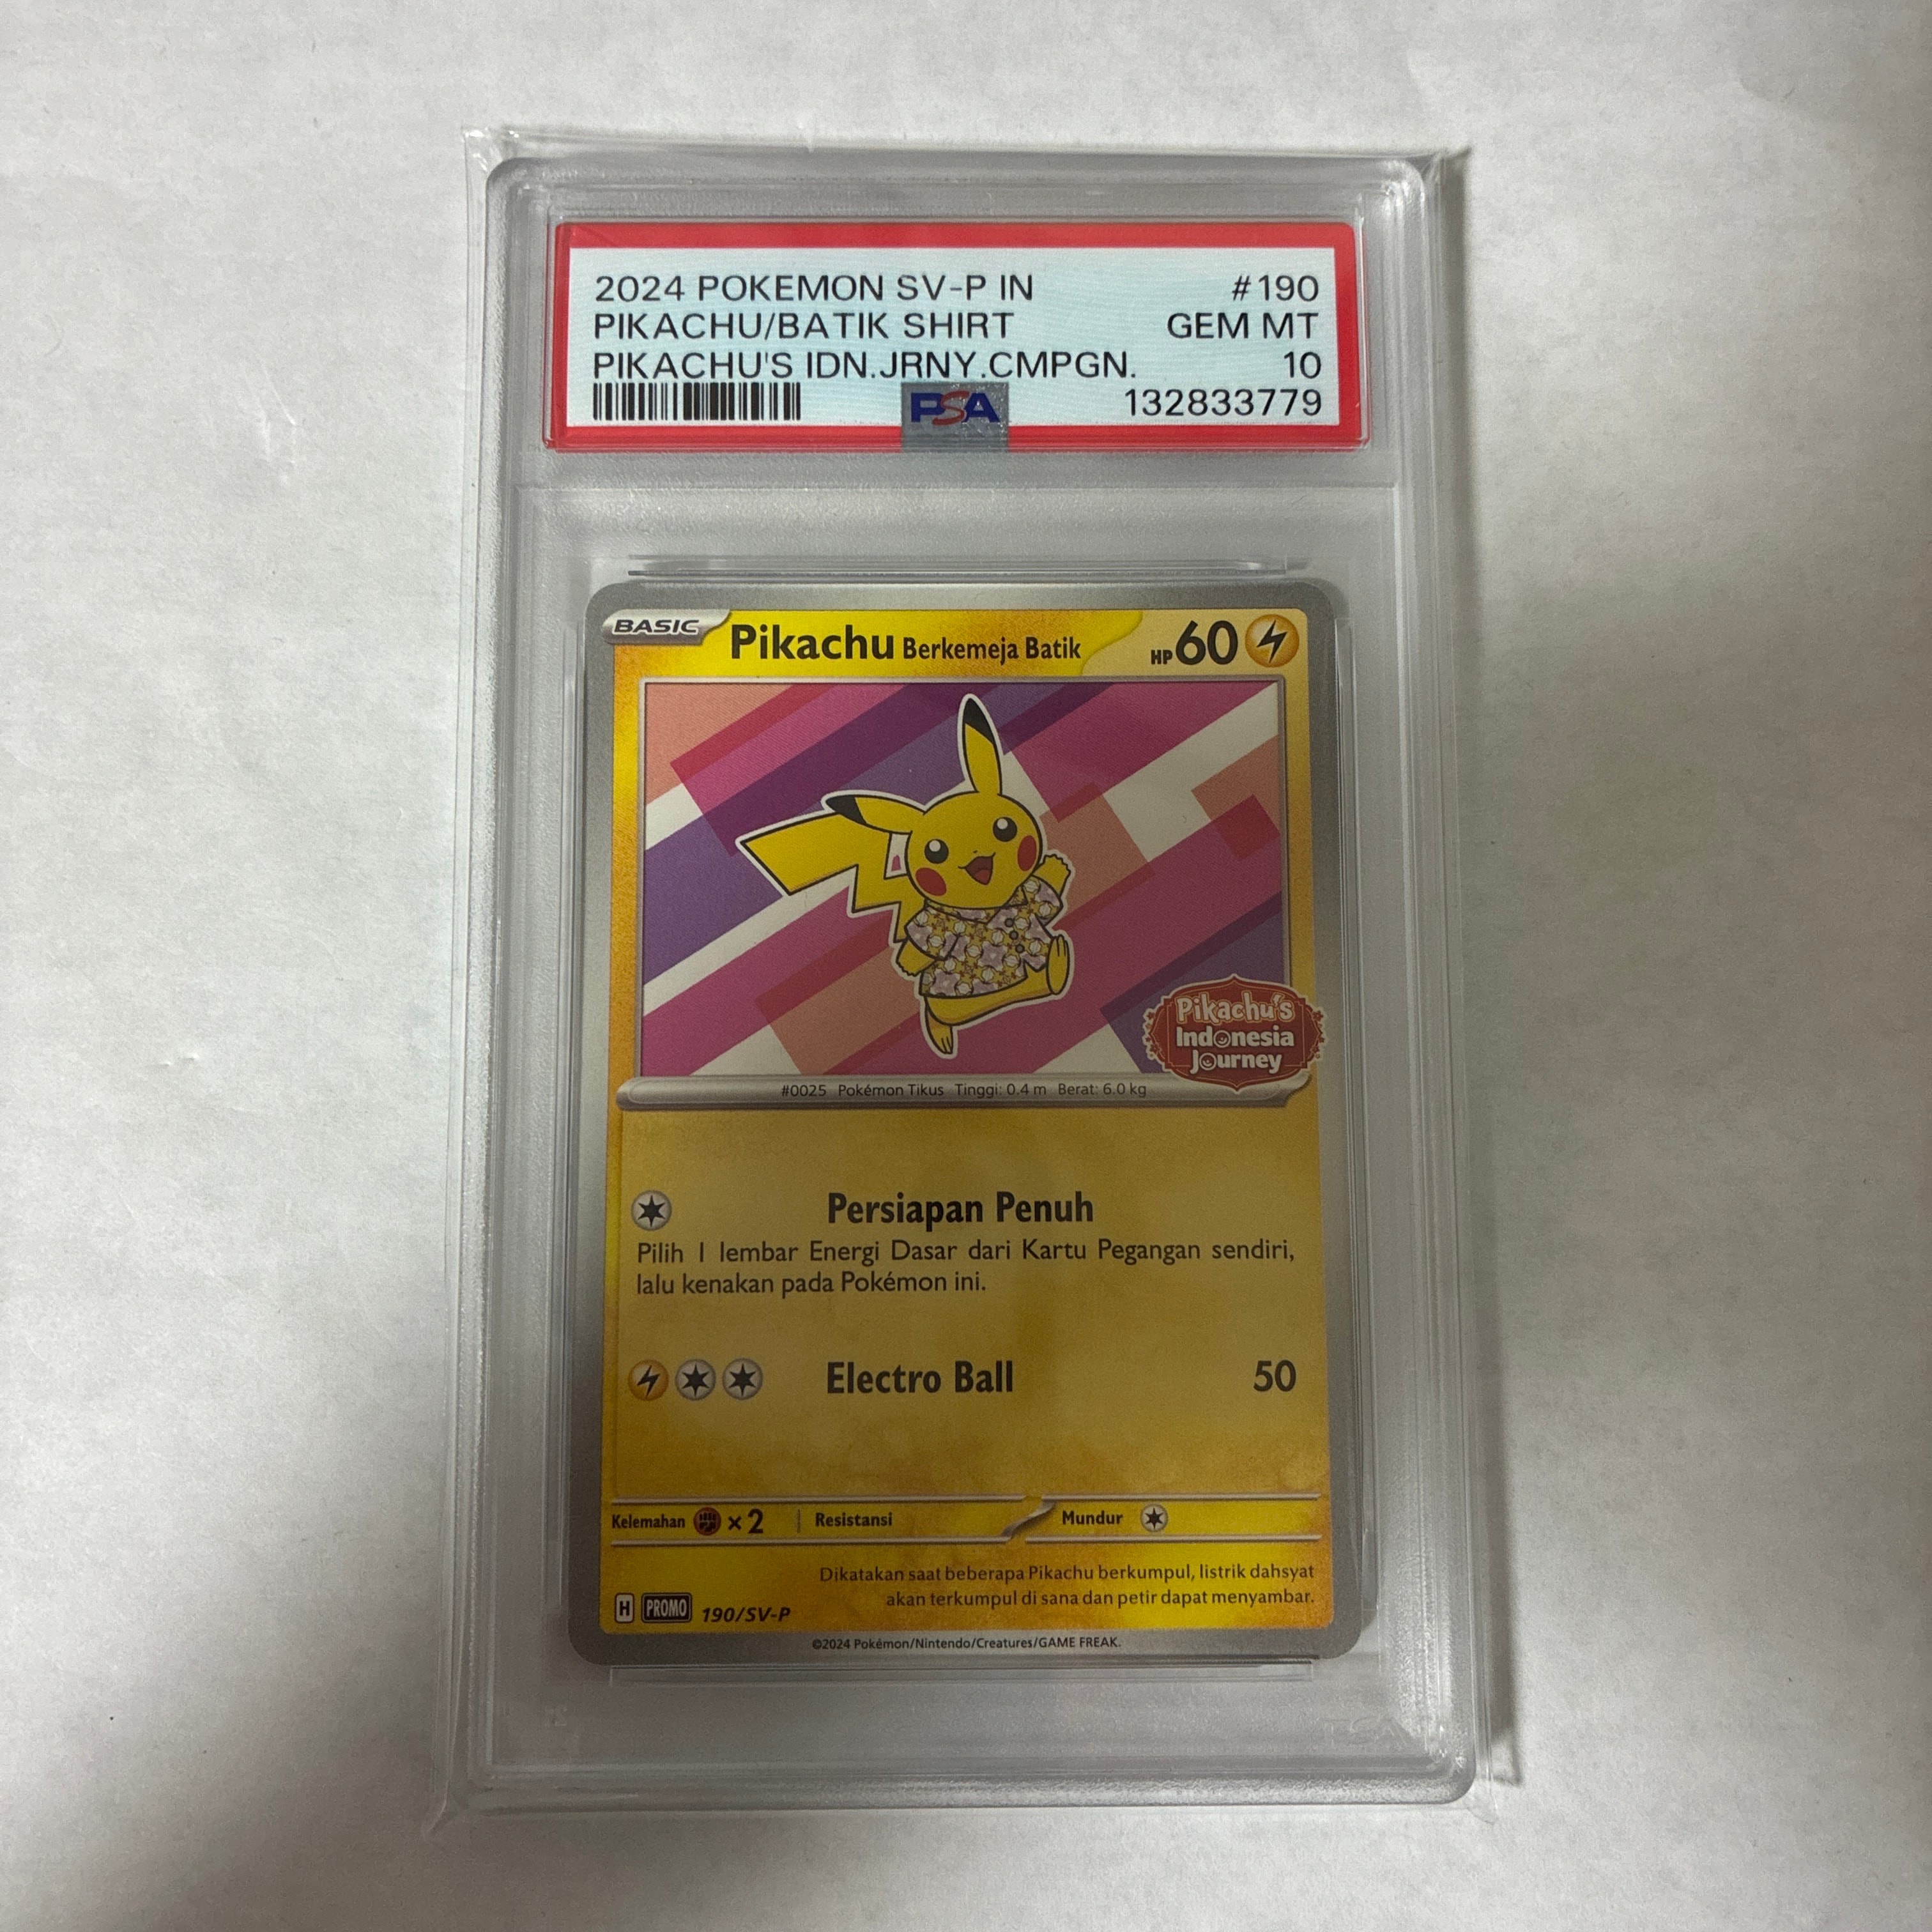 2024 POKEMON SV-P IN #190
PIKACHU/BATIK SHIRT GEM MT
PIKACHU'S IDN.JRNY.CMPGN. 10
PSA 132833779
BASIC Pikachu Berkemeja Batik HP 60
Pikachu's
Indonesia
Journey
#0025 Pokémon Tikus Tinggi: 0.4 m Berat: 6.0 kg
Persiapan Penuh
Pilih 1 lembar Energi Dasar dari Kartu Pegangan sendiri,
lalu kenakan pada Pokémon ini.
Electro Ball 50
Kelemahan ×2 Resistansi Mundur
Dikatakan saat beberapa Pikachu berkumpul, listrik dahsyat
akan terkumpul di sana dan petir dapat menyambar.
H PROMO 190/SV-P
©2024 Pokémon/Nintendo/Creatures/GAME FREAK.
PSA